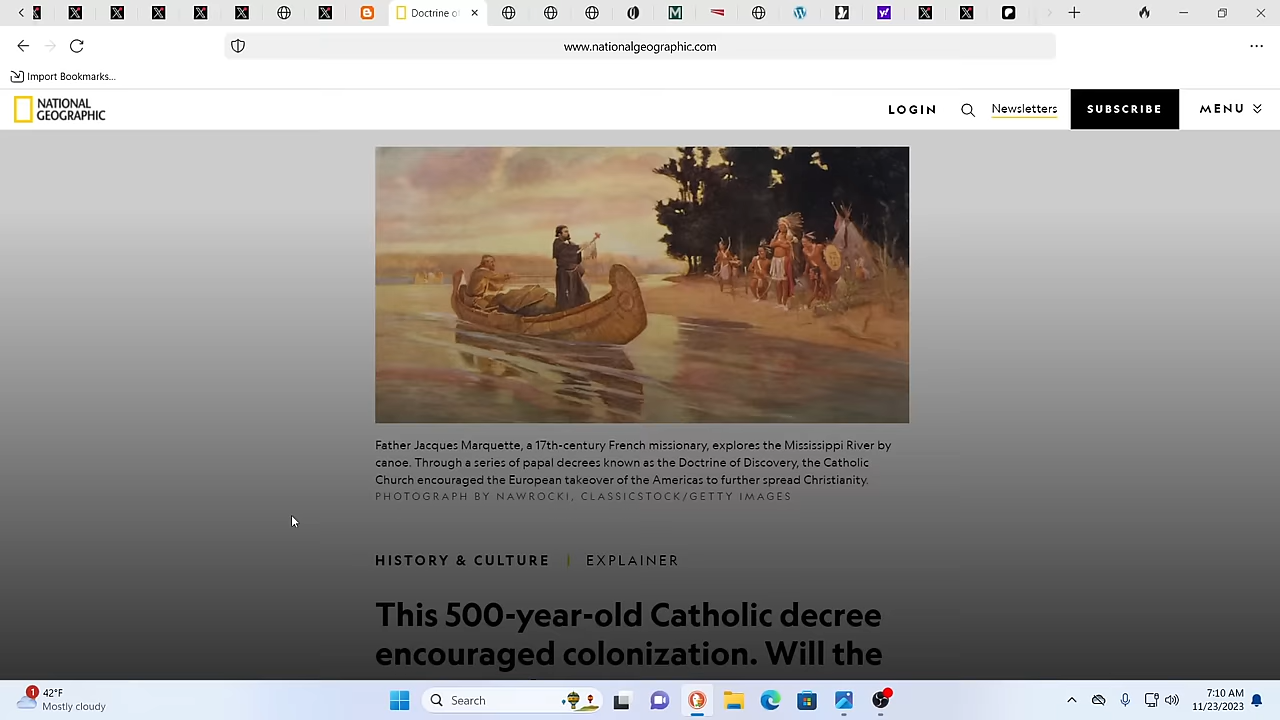 Doctrine of
www.nationalgeographic.com
Import Bookmarks...
NATIONAL
GEOGRAPHIC
LOGIN
Newsletters
SUBSCRIBE
MENU
Father Jacques Marquette, a 17th-century French missionary, explores the Mississippi River by
canoe. Through a series of papal decrees known as the Doctrine of Discovery, the Catholic
Church encouraged the European takeover of the Americas to further spread Christianity.
PHOTOGRAPH BY NAWROCKI, CLASSICSTOCK/GETTY IMAGES
HISTORY & CULTURE | EXPLAINER
This 500-year-old Catholic decree
encouraged colonization. Will the
1
42°F
Mostly cloudy
Search
7:10 AM
11/23/2023